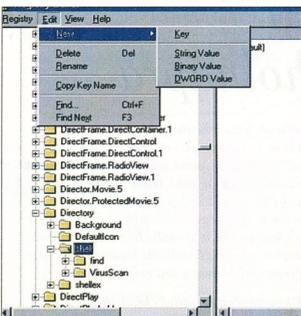 Registry Edit View Help
New
Key
String Value
Binary Value
DWORD Value
Delete Del
Rename
Copy Key Name
Find... Ctrl+F
Find Next F3
ault)
er
DirectFrame.DirectContainer.1
DirectFrame.DirectControl
DirectFrame.DirectControl.1
DirectFrame.RadioView
DirectFrame.RadioView.1
Director.Movie.5
Director.ProtectedMovie.5
Directory
Background
DefaultIcon
shell
find
VirusScan
shellex
DirectPlay